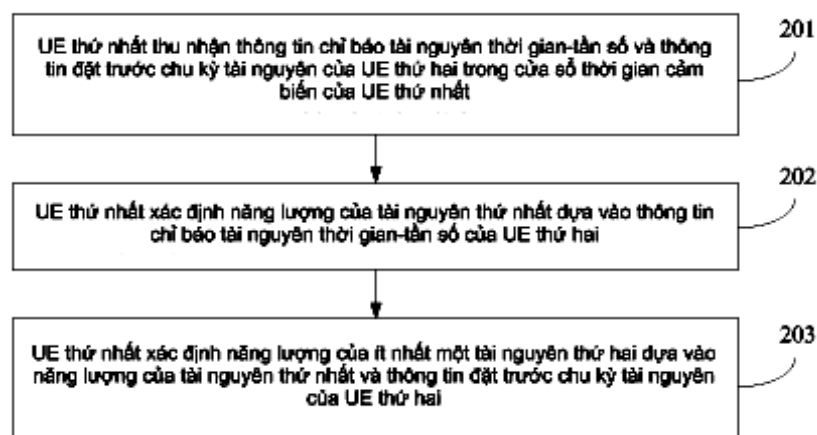 201
UE thứ nhất thu nhận thông tin chỉ báo tài nguyên thời gian-tần số và thông
tin đặt trước chu kỳ tài nguyên của UE thứ hai trong cửa sổ thời gian cảm
biến của UE thứ nhất
202
UE thứ nhất xác định năng lượng của tài nguyên thứ nhất dựa vào thông tin
chỉ báo tài nguyên thời gian-tần số của UE thứ hai
203
UE thứ nhất xác định năng lượng của ít nhất một tài nguyên thứ hai dựa vào
năng lượng của tài nguyên thứ nhất và thông tin đặt trước chu kỳ tài nguyên
của UE thứ hai